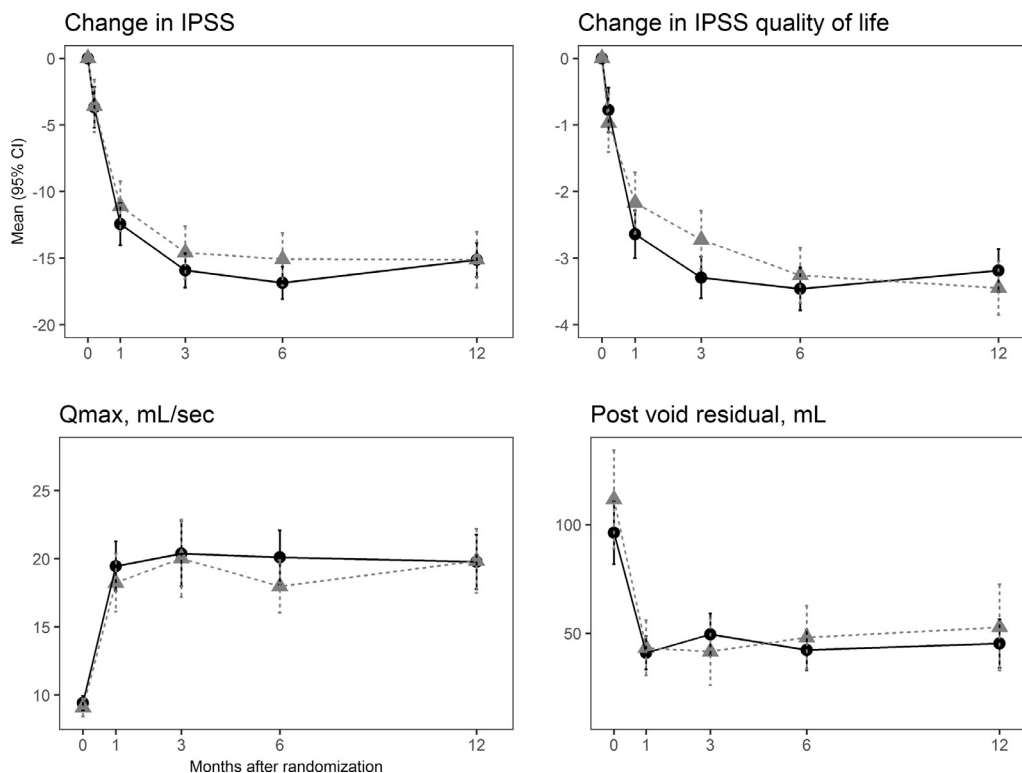 Change in IPSS
Mean (95% CI)
0
-5
-10
-15
-20
0 1 3 6 12
Change in IPSS quality of life
0
-1
-2
-3
-4
0 1 3 6 12
Qmax, mL/sec
25
20
15
10
0 1 3 6 12
Months after randomization
Post void residual, mL
100
50
0 1 3 6 12